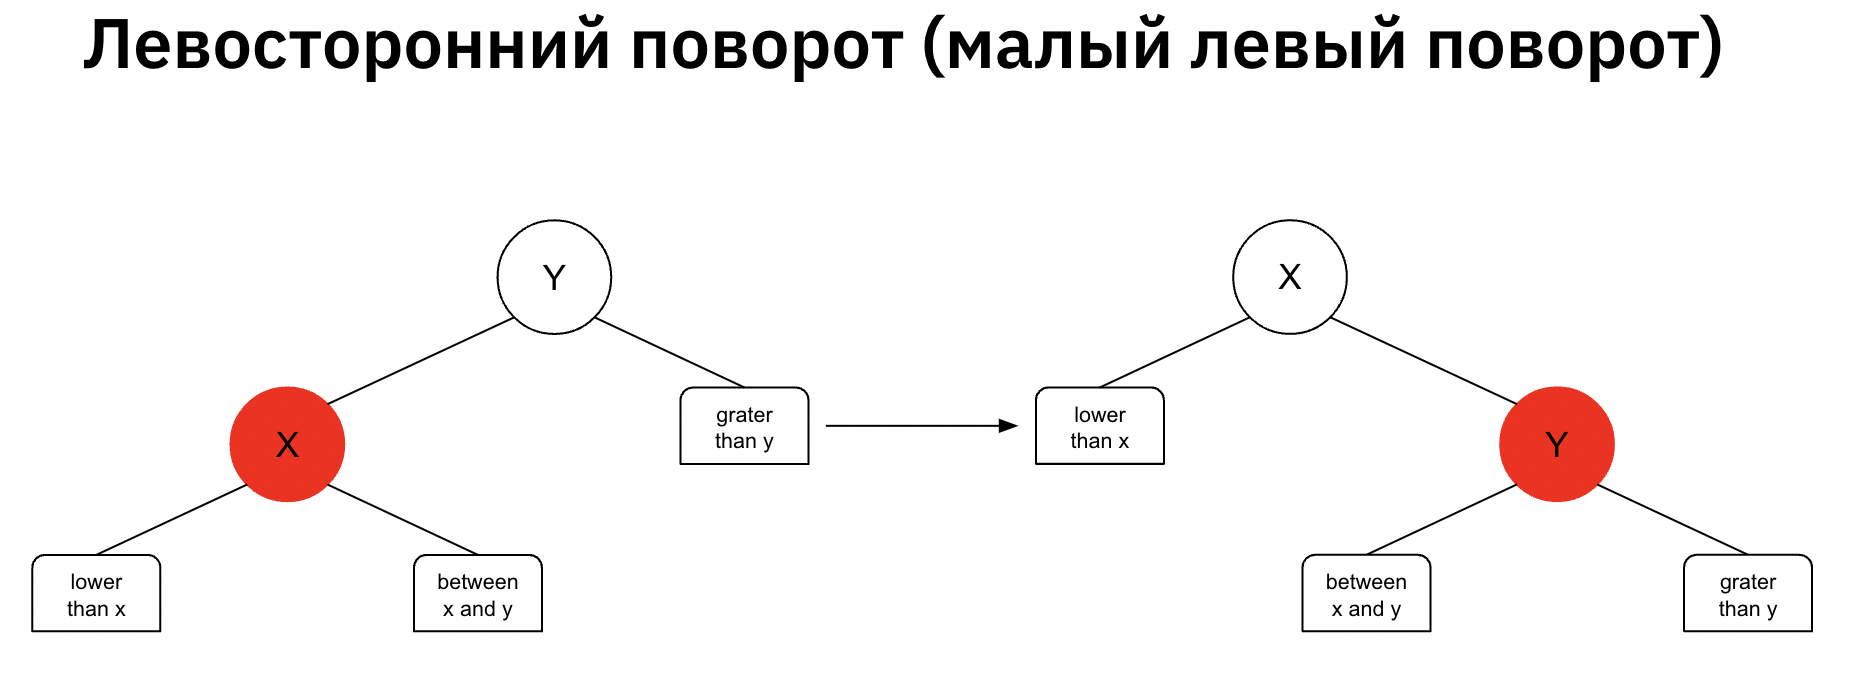 Левосторонний поворот (малый левый поворот)
Y
X
grater
than y
lower
than x
between
x and y
X
lower
than x
Y
between
x and y
grater
than y